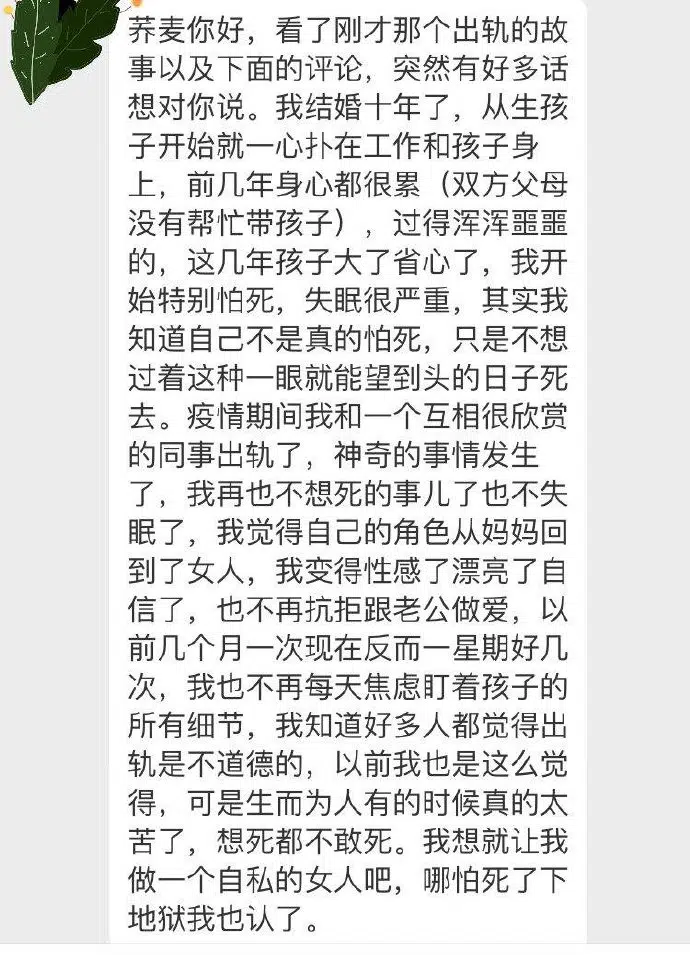 荞麦你好，看了刚才那个出轨的故
事以及下面的评论，突然有好多话
想对你说。我结婚十年了，从生孩
子开始就一心扑在工作和孩子身
上，前几年身心都很累（双方父母
没有帮忙带孩子），过得浑浑噩噩
的，这几年孩子大了省心了，我开
始特别怕死，失眠很严重，其实我
知道自己不是真的怕死，只是不想
过着这种一眼就能望到头的日子死
去。疫情期间我和一个互相很欣赏
的同事出轨了，神奇的事情发生
了，我再也不想死的事儿了也不失
眠了，我觉得自己的角色从妈妈回
到了女人，我变得性感了漂亮了自
信了，也不再抗拒跟老公做爱，以
前几个月一次现在反而一星期好几
次，我也不再每天焦虑盯着孩子的
所有细节，我知道好多人都觉得出
轨是不道德的，以前我也是这么觉
得，可是生而为人有的时候真的太
苦了，想死都不敢死。我想就让我
做一个自私的女人吧，哪怕死了下
地狱我也认了。